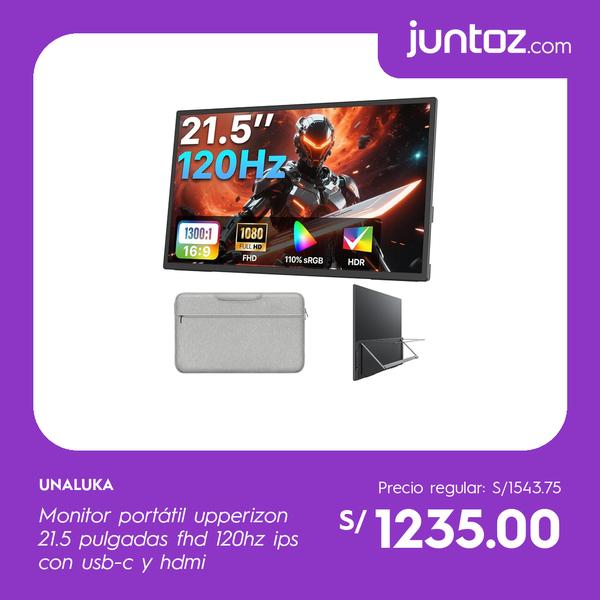 juntoz.com
21.5″
120Hz
1300:1
16:9
1080
FULL HD
FHD
110% sRGB
HDR
UNALUKA
Monitor portátil upperizon
21.5 pulgadas fhd 120hz ips
con usb-c y hdmi
Precio regular: S/1543.75
S/ 1235.00